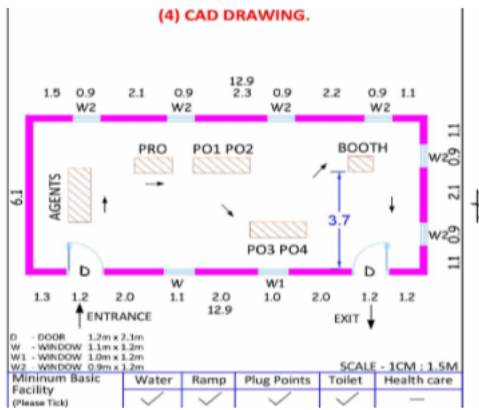 (4) CAD DRAWING.
12.9
1.5 0.9 2.1 0.9 2.3 0.9 2.2 0.9 1.1
W2 W2 W2 W2
1.1
PRO PO1 PO2 BOOTH
W2 0.9
AGENTS
6.1
2.1
3.7
W2 0.9
PO3 PO4
1.1
D D
W W1
1.3 1.2 2.0 1.1 2.0 1.0 2.0 1.2 1.2
12.9
ENTRANCE EXIT
D - DOOR 1.2m x 2.1m
W - WINDOW 1.1m x 1.2m
W1 - WINDOW 1.0m x 1.2m
W2 - WINDOW 0.9m x 1.2m
SCALE - 1CM : 1.5M
Mininum Basic Facility (Please Tick) Water Ramp Plug Points Toilet Health care
✓ ✓ ✓ ✓ —